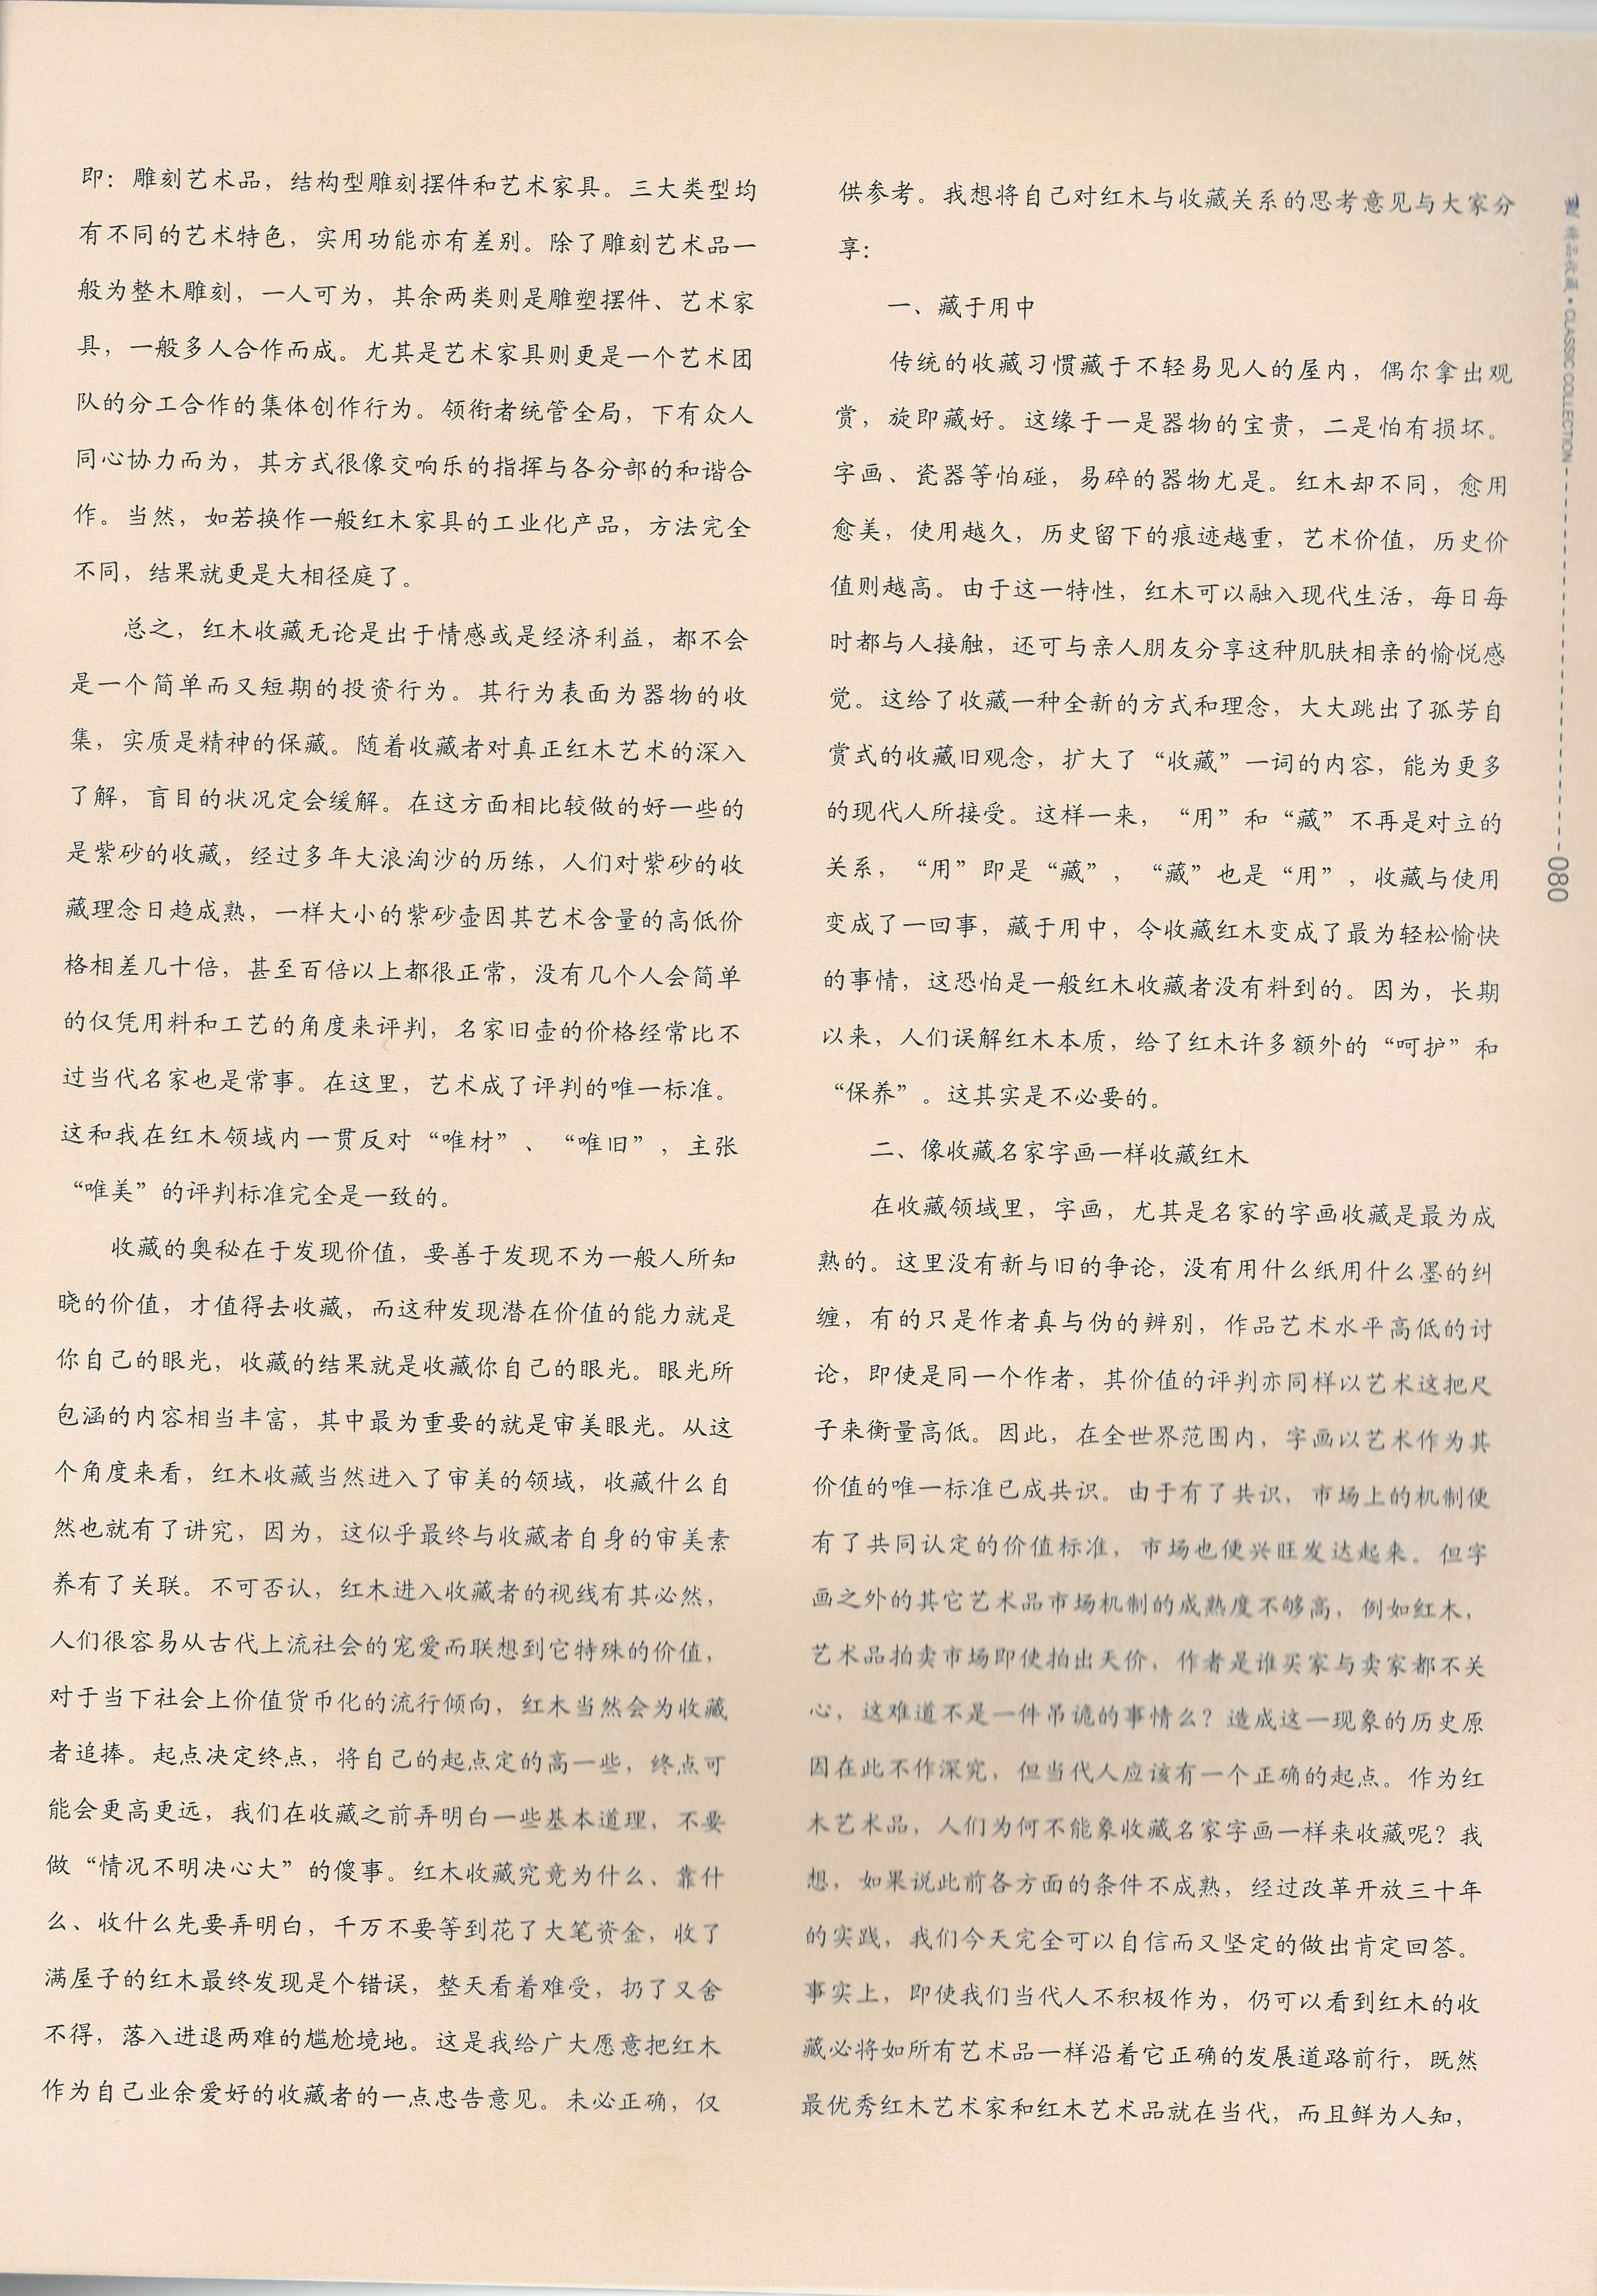 即：雕刻艺术品，结构型雕刻摆件和艺术家具。三大类型均
有不同的艺术特色，实用功能亦有差别。除了雕刻艺术品一
般为整木雕刻，一人可为，其余两类则是雕塑摆件、艺术家
具，一般多人合作而成。尤其是艺术家具则更是一个艺术团
队的分工合作的集体创作行为。领衔者统管全局，下有众人
同心协力而为，其方式很像交响乐的指挥与各分部的和谐合
作。当然，如若换作一般红木家具的工业化产品，方法完全
不同，结果就更是大相径庭了。
总之，红木收藏无论是出于情感或是经济利益，都不会
是一个简单而又短期的投资行为。其行为表面为器物的收
集，实质是精神的保藏。随着收藏者对真正红木艺术的深入
了解，盲目的状况定会缓解。在这方面相比较做的好一些的
是紫砂的收藏，经过多年大浪淘沙的历练，人们对紫砂的收
藏理念日趋成熟，一样大小的紫砂壶因其艺术含量的高低价
格相差几十倍，甚至百倍以上都很正常，没有几个人会简单
的仅凭用料和工艺的角度来评判，名家旧壶的价格经常比不
过当代名家也是常事。在这里，艺术成了评判的唯一标准。
这和我在红木领域内一贯反对“唯材”、“唯旧”，主张
“唯美”的评判标准完全是一致的。
收藏的奥秘在于发现价值，要善于发现不为一般人所知
晓的价值，才值得去收藏，而这种发现潜在价值的能力就是
你自己的眼光，收藏的结果就是收藏你自己的眼光。眼光所
包涵的内容相当丰富，其中最为重要的就是审美眼光。从这
个角度来看，红木收藏当然进入了审美的领域，收藏什么自
然也就有了讲究，因为，这似乎最终与收藏者自身的审美素
养有了关联。不可否认，红木进入收藏者的视线有其必然，
人们很容易从古代上流社会的宠爱而联想到它特殊的价值，
对于当下社会上价值货币化的流行倾向，红木当然会为收藏
者追捧。起点决定终点，将自己的起点定的高一些，终点可
能会更高更远，我们在收藏之前弄明白一些基本道理，不要
做“情况不明决心大”的傻事。红木收藏究竟为什么、靠什
么、收什么先要弄明白，千万不要等到花了大笔资金，收了
满屋子的红木最终发现是个错误，整天看着难受，扔了又舍
不得，落入进退两难的尴尬境地。这是我给广大愿意把红木
作为自己业余爱好的收藏者的一点忠告意见。未必正确，仅
供参考。我想将自己对红木与收藏关系的思考意见与大家分
享：
一、藏于用中
传统的收藏习惯藏于不轻易见人的屋内，偶尔拿出观
赏，旋即藏好。这缘于一是器物的宝贵，二是怕有损坏。
字画、瓷器等怕碰，易碎的器物尤是。红木却不同，愈用
愈美，使用越久，历史留下的痕迹越重，艺术价值，历史价
值则越高。由于这一特性，红木可以融入现代生活，每日每
时都与人接触，还可与亲人朋友分享这种肌肤相亲的愉悦感
觉。这给了收藏一种全新的方式和理念，大大跳出了孤芳自
赏式的收藏旧观念，扩大了“收藏”一词的内容，能为更多
的现代人所接受。这样一来，“用”和“藏”不再是对立的
关系，“用”即是“藏”，“藏”也是“用”，收藏与使用
变成了一回事，藏于用中，令收藏红木变成了最为轻松愉快
的事情，这恐怕是一般红木收藏者没有料到的。因为，长期
以来，人们误解红木本质，给了红木许多额外的“呵护”和
“保养”。这其实是不必要的。
二、像收藏名家字画一样收藏红木
在收藏领域里，字画，尤其是名家的字画收藏是最为成
熟的。这里没有新与旧的争论，没有用什么纸用什么墨的纠
缠，有的只是作者真与伪的辨别，作品艺术水平高低的讨
论，即使是同一个作者，其价值的评判亦同样以艺术这把尺
子来衡量高低。因此，在全世界范围内，字画以艺术作为其
价值的唯一标准已成共识。由于有了共识，市场上的机制便
有了共同认定的价值标准，市场也便兴旺发达起来。但字
画之外的其它艺术品市场机制的成熟度不够高，例如红木，
艺术品拍卖市场即使拍出天价，作者是谁买家与卖家都不关
心，这难道不是一件吊诡的事情么？造成这一现象的历史原
因在此不作深究，但当代人应该有一个正确的起点。作为红
木艺术品，人们为何不能象收藏名家字画一样来收藏呢？我
想，如果说此前各方面的条件不成熟，经过改革开放三十年
的实践，我们今天完全可以自信而又坚定的做出肯定回答。
事实上，即使我们当代人不积极作为，仍可以看到红木的收
藏必将如所有艺术品一样沿着它正确的发展道路前行，既然
最优秀红木艺术家和红木艺术品就在当代，而且鲜为人知，
精品收藏·CLASSIC COLLECTION
080